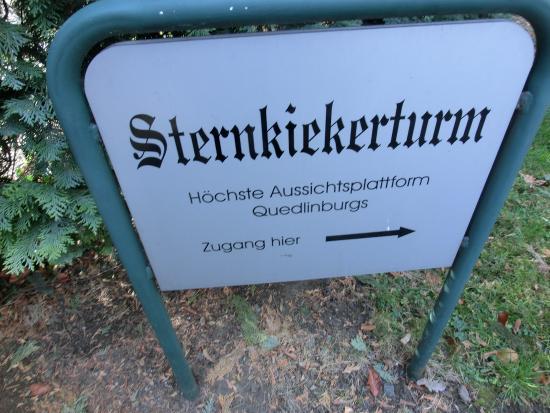 Sternkiekerturm
Höchste Aussichtsplattform
Quedlinburgs
Zugang hier